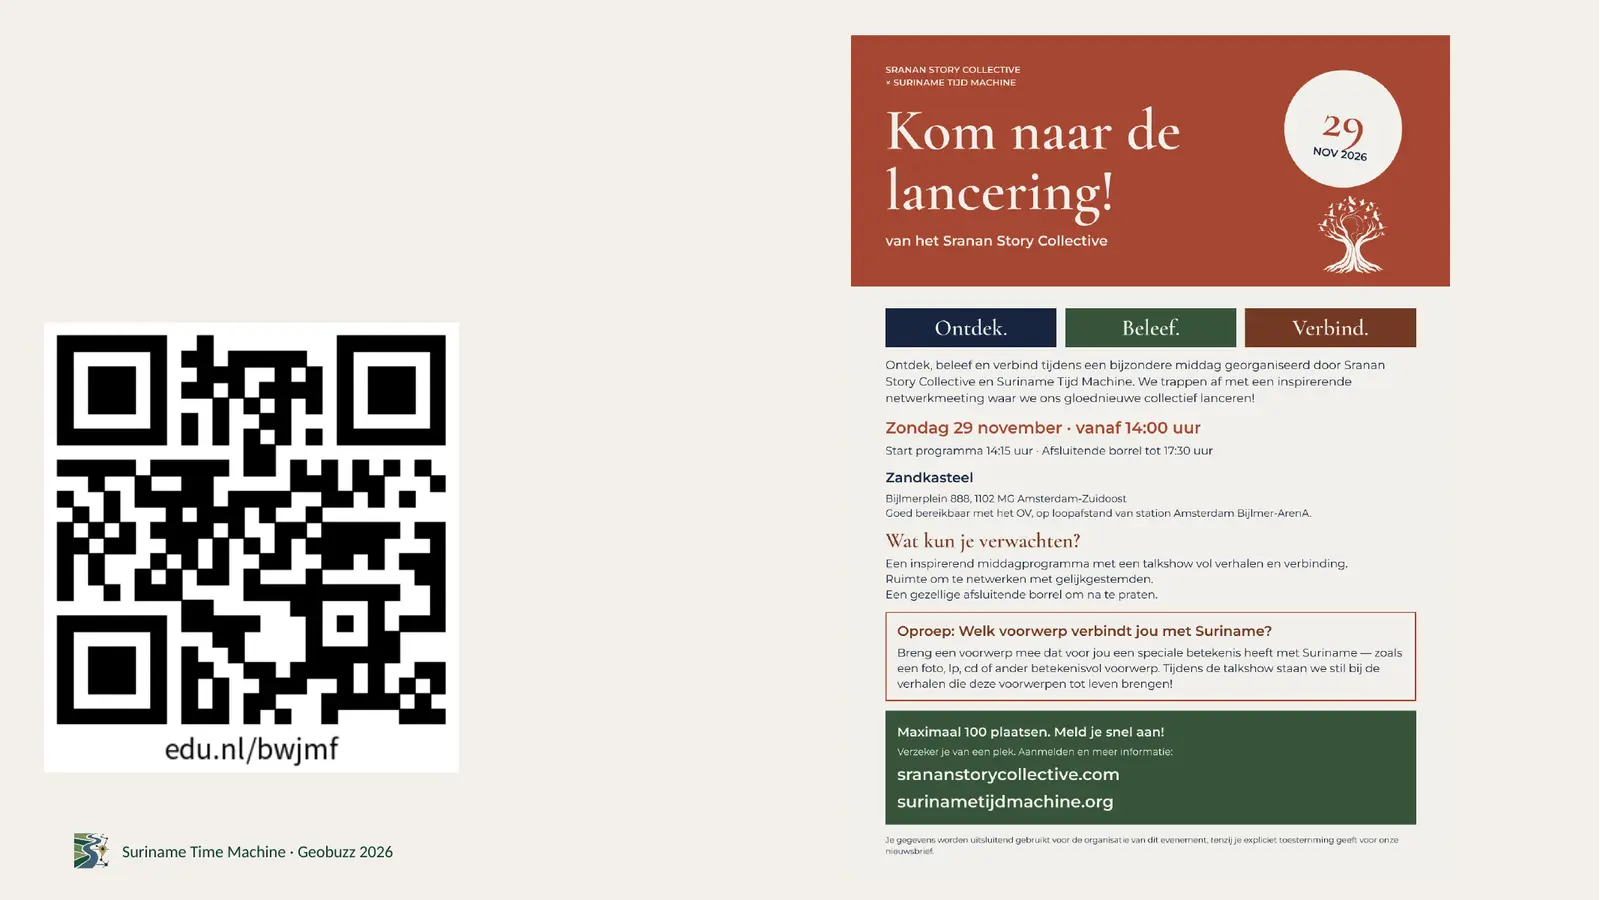 SRANAN STORY COLLECTIVE
× SURINAME TIJD MACHINE
Kom naar de
lancering!
van het Sranan Story Collective
29
NOV 2026
Ontdek.
Beleef.
Verbind.
Ontdek, beleef en verbind tijdens een bijzondere middag georganiseerd door Sranan
Story Collective en Suriname Tijd Machine. We trappen af met een inspirerende
netwerkmeeting waar we ons gloednieuwe collectief lanceren!
Zondag 29 november · vanaf 14:00 uur
Start programma 14:15 uur · Afsluitende borrel tot 17:30 uur
Zandkasteel
Bijlmerplein 888, 1102 MG Amsterdam-Zuidoost
Goed bereikbaar met het OV, op loopafstand van station Amsterdam Bijlmer-ArenA.
Wat kun je verwachten?
Een inspirerend middagprogramma met een talkshow vol verhalen en verbinding.
Ruimte om te netwerken met gelijkgestemden.
Een gezellige afsluitende borrel om na te praten.
Oproep: Welk voorwerp verbindt jou met Suriname?
Breng een voorwerp mee dat voor jou een speciale betekenis heeft met Suriname — zoals
een foto, lp, cd of ander betekenisvol voorwerp. Tijdens de talkshow staan we stil bij de
verhalen die deze voorwerpen tot leven brengen!
Maximaal 100 plaatsen. Meld je snel aan!
Verzeker je van een plek. Aanmelden en meer informatie:
srananstorycollective.com
surinametijdmachine.org
Je gegevens worden uitsluitend gebruikt voor de organisatie van dit evenement, tenzij je expliciet toestemming geeft voor onze
nieuwsbrief.
edu.nl/bwjmf
Suriname Time Machine · Geobuzz 2026